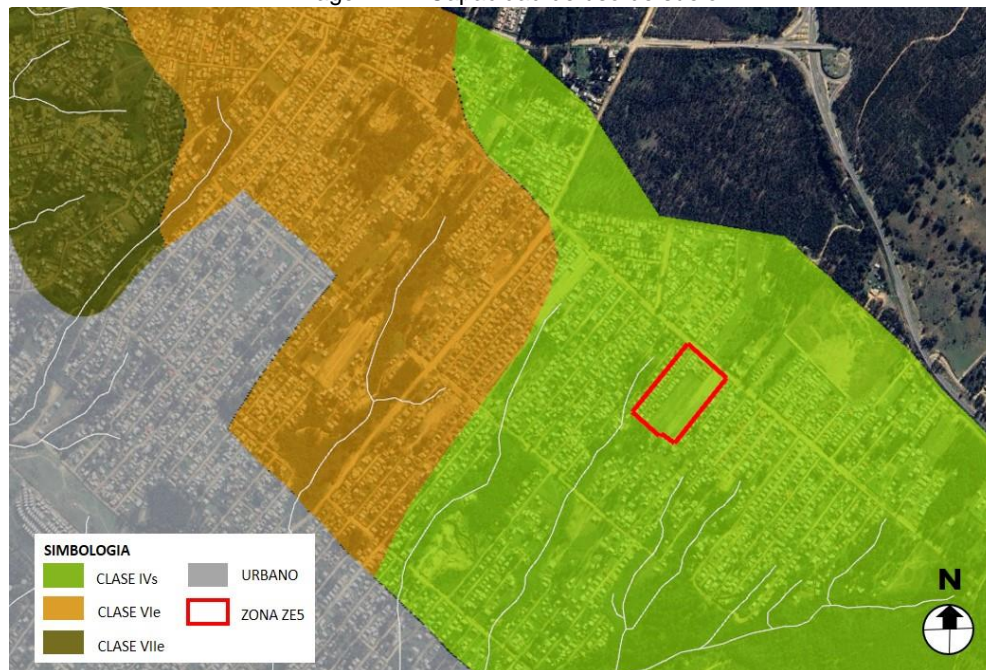 SIMBOLOGIA
CLASE IVs
CLASE VIe
CLASE VIIe
URBANO
ZONA ZE5
N